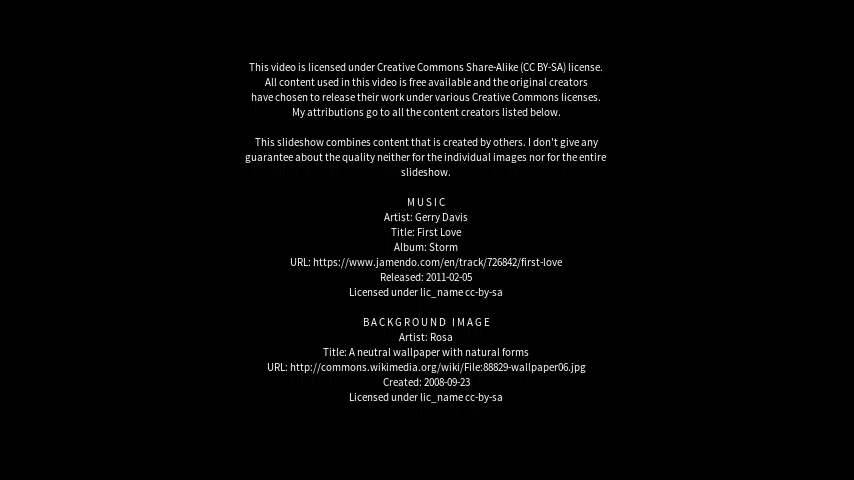 This video is licensed under Creative Commons Share-Alike (CC BY-SA) license.
All content used in this video is free available and the original creators
have chosen to release their work under various Creative Commons licenses.
My attributions go to all the content creators listed below.
This slideshow combines content that is created by others. I don't give any
guarantee about the quality neither for the individual images nor for the entire
slideshow.
MUSIC
Artist: Gerry Davis
Title: First Love
Album: Storm
URL: https://www.jamendo.com/en/track/726842/first-love
Released: 2011-02-05
Licensed under lic_name cc-by-sa
BACKGROUND IMAGE
Artist: Rosa
Title: A neutral wallpaper with natural forms
URL: http://commons.wikimedia.org/wiki/File:88829-wallpaper06.jpg
Created: 2008-09-23
Licensed under lic_name cc-by-sa